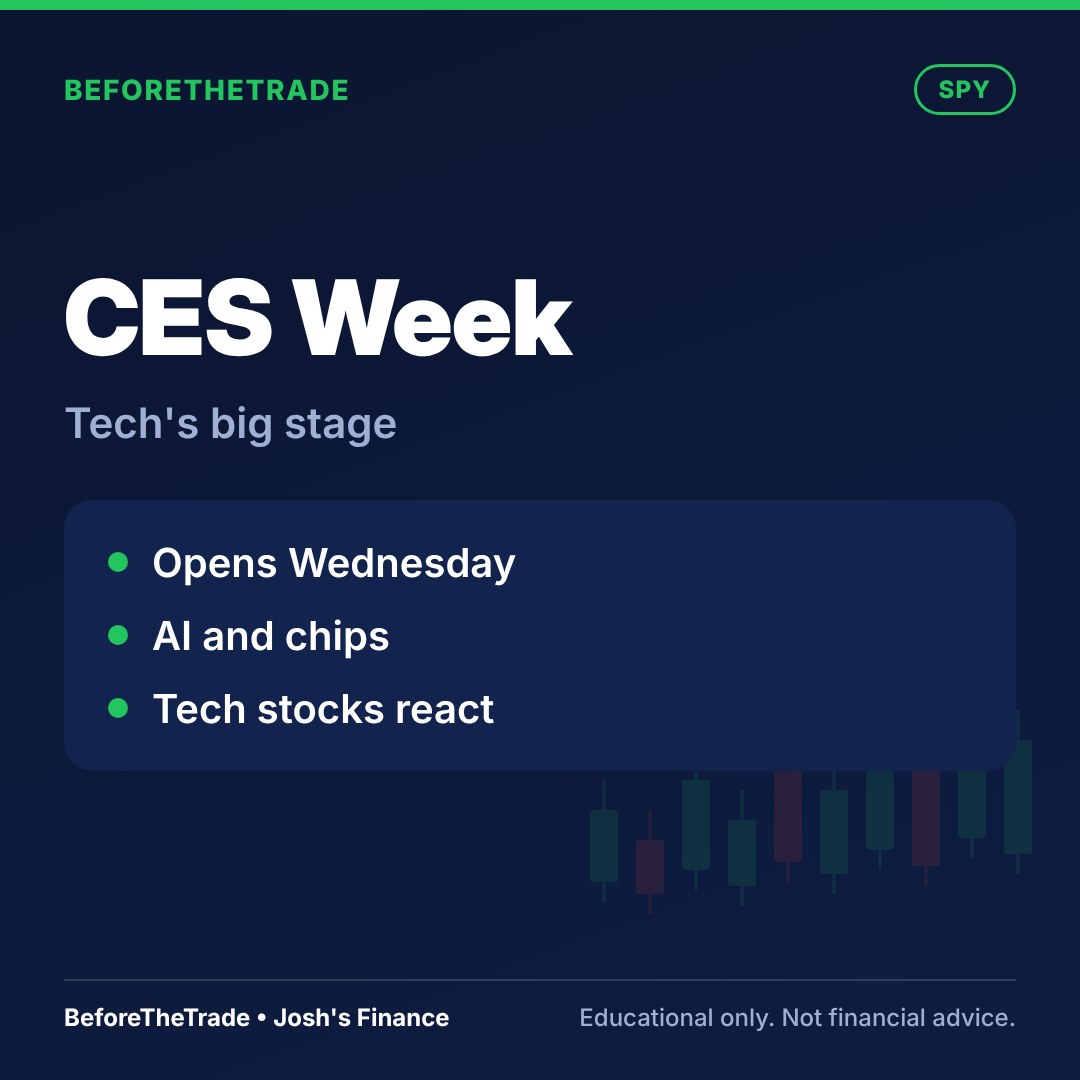 BEFORETHETRADE
SPY
CES Week
Tech's big stage
Opens Wednesday
AI and chips
Tech stocks react
BeforeTheTrade • Josh's Finance
Educational only. Not financial advice.